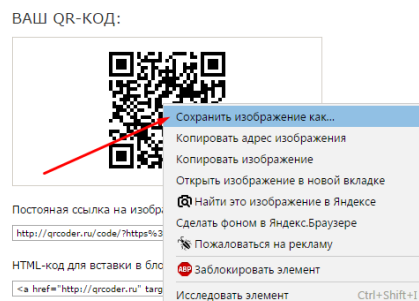 ВАШ QR-КОД:
Сохранить изображение как...
Копировать адрес изображения
Копировать изображение
Открыть изображение в новой вкладке
Найти это изображение в Яндексе
Сделать фоном в Яндекс.Браузере
Пожаловаться на рекламу
ABP Заблокировать элемент
Исследовать элемент Ctrl+Shift+I
Постояная ссылка на изобра
http://qrcoder.ru/code/?https%3
HTML-код для вставки в бло
<a href="http://qrcoder.ru" targ